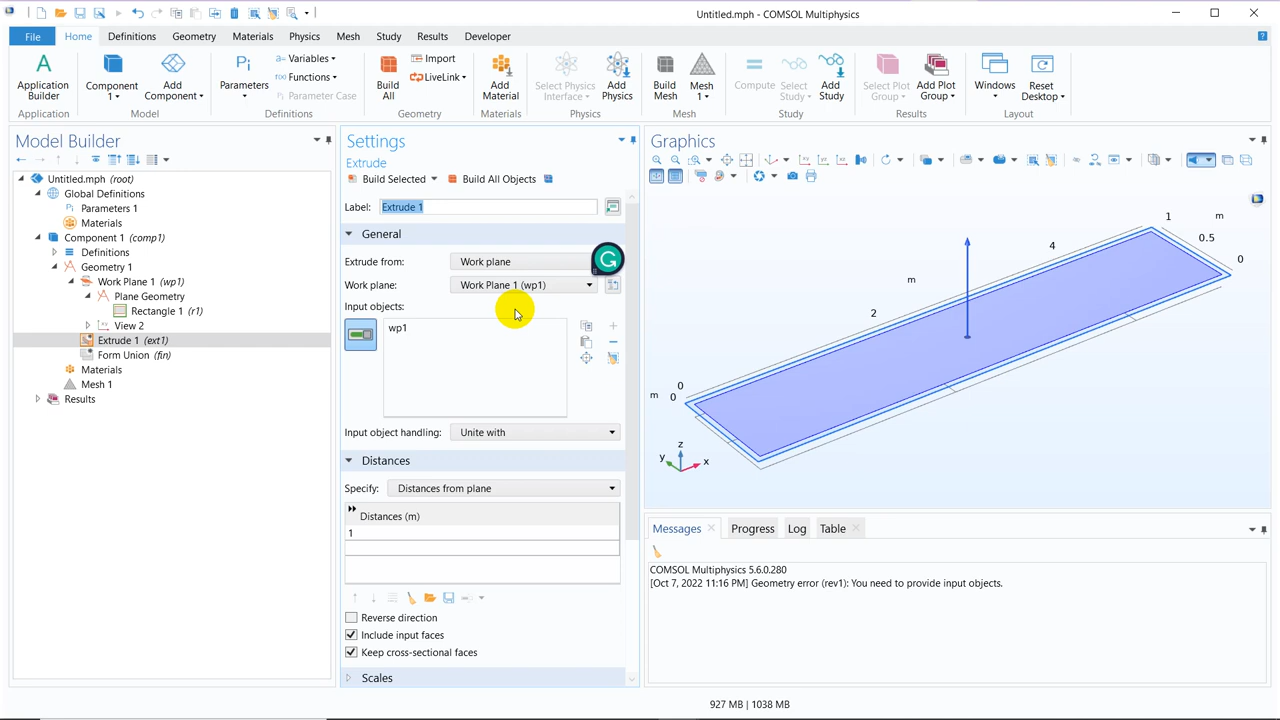 Untitled.mph - COMSOL Multiphysics
File Home Definitions Geometry Materials Physics Mesh Study Results Developer
Application Builder
Component 1
Add Component
Parameters
Variables
Functions
Parameter Case
Build All
Import
LiveLink
Add Material
Select Physics Interface
Add Physics
Build Mesh
Mesh 1
Compute
Select Study
Add Study
Select Plot Group
Add Plot Group
Windows
Reset Desktop
Application Model Definitions Geometry Materials Physics Mesh Study Results Layout
Model Builder
Untitled.mph (root)
Global Definitions
Parameters 1
Materials
Component 1 (comp1)
Definitions
Geometry 1
Work Plane 1 (wp1)
Plane Geometry
Rectangle 1 (r1)
View 2
Extrude 1 (ext1)
Form Union (fin)
Materials
Mesh 1
Results
Settings
Extrude
Build Selected Build All Objects
Label: Extrude 1
General
Extrude from: Work plane
Work plane: Work Plane 1 (wp1)
Input objects:
wp1
Input object handling: Unite with
Distances
Specify: Distances from plane
Distances (m)
1
Reverse direction
Include input faces
Keep cross-sectional faces
Scales
Graphics
1 m
0.5
4
0
m
2
0
m 0
z
y
x
Messages Progress Log Table
COMSOL Multiphysics 5.6.0.280
[Oct 7, 2022 11:16 PM] Geometry error (rev1): You need to provide input objects.
927 MB | 1038 MB